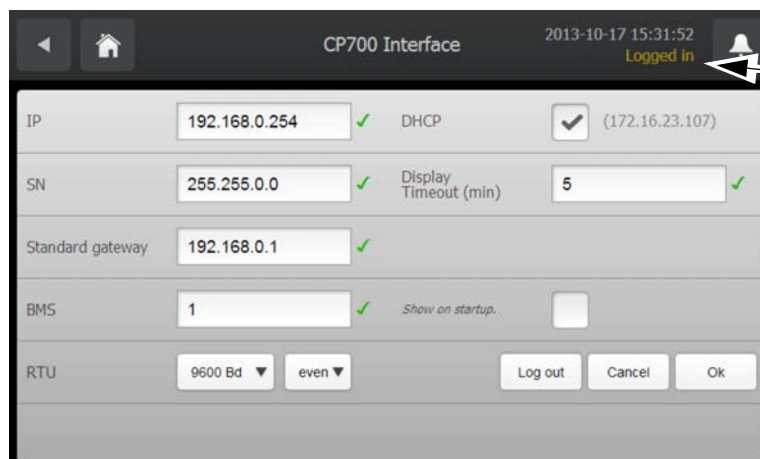 CP700 Interface
2013-10-17 15:31:52
Logged in
IP 192.168.0.254 DHCP (172.16.23.107)
SN 255.255.0.0 Display Timeout (min) 5
Standard gateway 192.168.0.1
BMS 1 Show on startup.
RTU 9600 Bd even Log out Cancel Ok